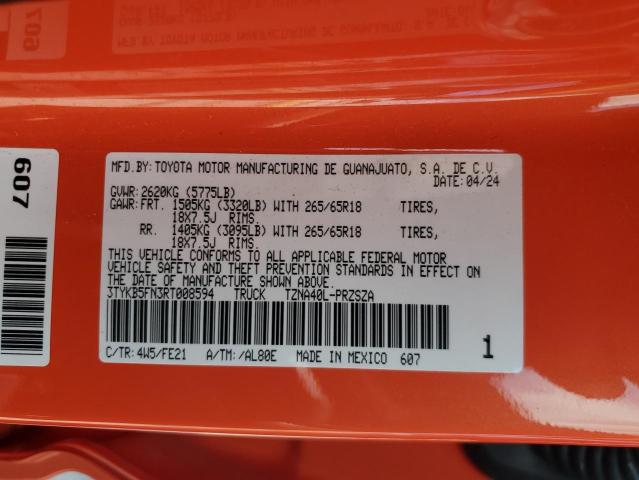 607
MFD.BY:TOYOTA MOTOR MANUFACTURING DE GUANAJUATO, S.A. DE C.V.
DATE: 04/24
GVWR:2620KG (5775LB)
GAWR:FRT. 1505KG (3320LB) WITH 265/65R18 TIRES,
18X7.5J RIMS.
RR. 1405KG (3095LB) WITH 265/65R18 TIRES,
18X7.5J RIMS.
THIS VEHICLE CONFORMS TO ALL APPLICABLE FEDERAL MOTOR
VEHICLE SAFETY AND THEFT PREVENTION STANDARDS IN EFFECT ON
THE DATE OF MANUFACTURE SHOWN ABOVE.
3TYKB5FN3RT008594 TRUCK TZNA40L-PRZSZA
C/TR:4W5/FE21 A/TM:/AL80E MADE IN MEXICO 607
1